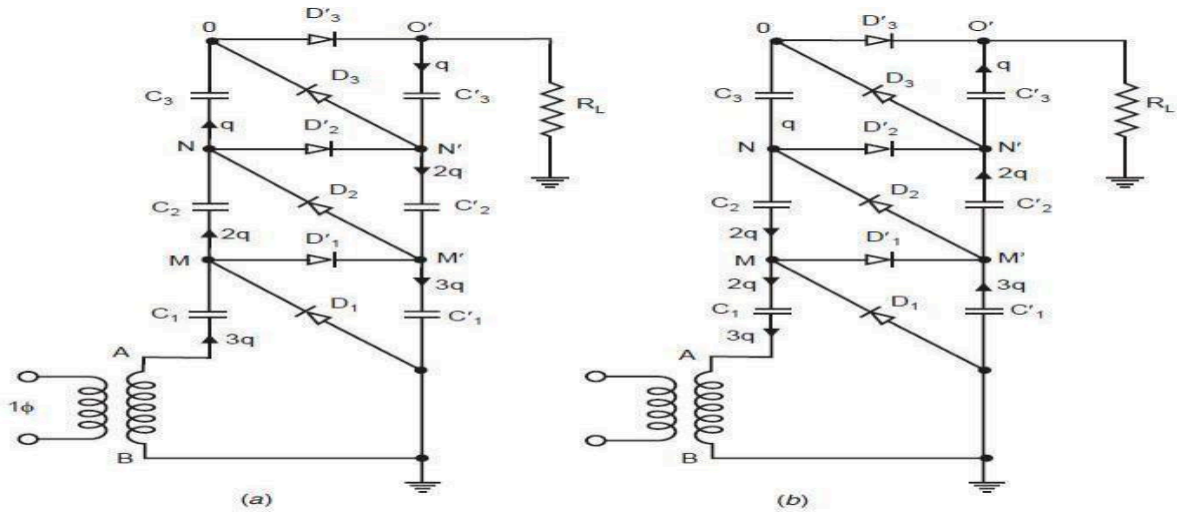 0 D'3 O'
q
C3 D3 C'3 RL
q D'2
N N'
2q
C2 D2 C'2
2q D'1
M M'
3q
C1 D1 C'1
3q
A
1ϕ
B
(a)
0 D'3 O'
q
C3 D3 C'3 RL
q D'2
N N'
2q
C2 D2 C'2
2q D'1
M M'
2q 3q
C1 D1 C'1
3q
A
B
(b)